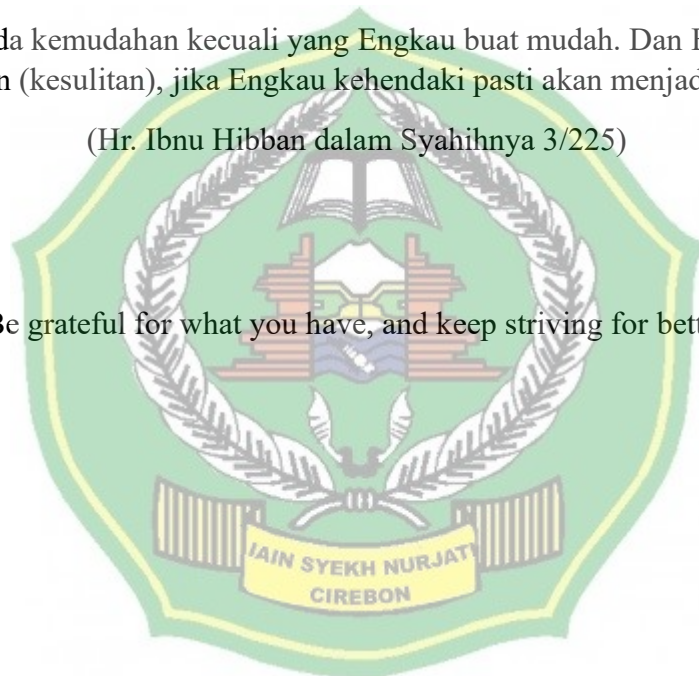 da kemudahan kecuali yang Engkau buat mudah. Dan
n (kesulitan), jika Engkau kehendaki pasti akan menjad
(Hr. Ibnu Hibban dalam Syahihnya 3/225)
Be grateful for what you have, and keep striving for bett
IAIN SYEKH NURJATI
CIREBON